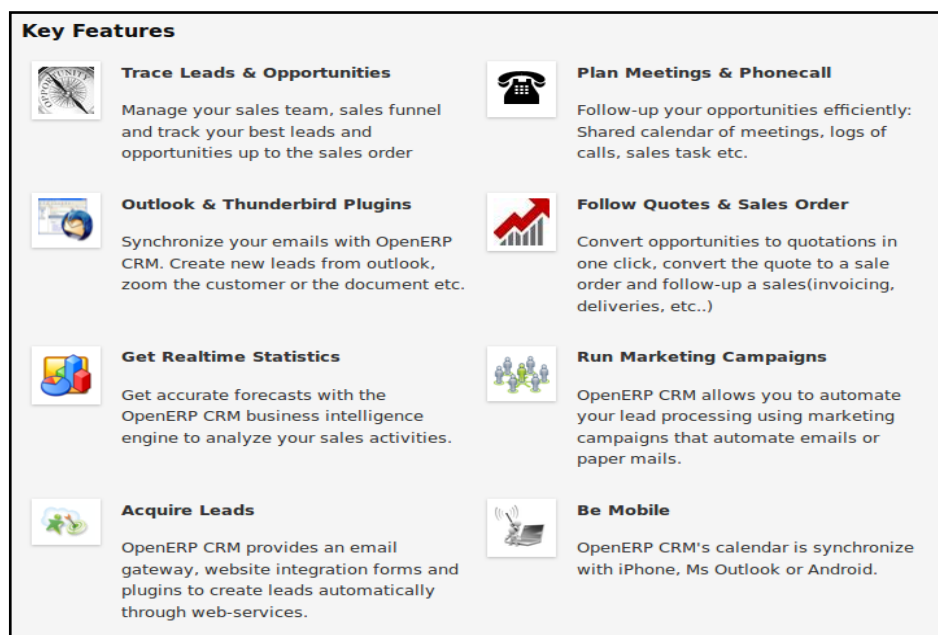 Key Features
OPPORTUNITY
Trace Leads & Opportunities
Manage your sales team, sales funnel
and track your best leads and
opportunities up to the sales order
Plan Meetings & Phonecall
Follow-up your opportunities efficiently:
Shared calendar of meetings, logs of
calls, sales task etc.
Outlook & Thunderbird Plugins
Synchronize your emails with OpenERP
CRM. Create new leads from outlook,
zoom the customer or the document etc.
Follow Quotes & Sales Order
Convert opportunities to quotations in
one click, convert the quote to a sale
order and follow-up a sales(invoicing,
deliveries, etc..)
Get Realtime Statistics
Get accurate forecasts with the
OpenERP CRM business intelligence
engine to analyze your sales activities.
Run Marketing Campaigns
OpenERP CRM allows you to automate
your lead processing using marketing
campaigns that automate emails or
paper mails.
Acquire Leads
OpenERP CRM provides an email
gateway, website integration forms and
plugins to create leads automatically
through web-services.
Be Mobile
OpenERP CRM's calendar is synchronize
with iPhone, Ms Outlook or Android.